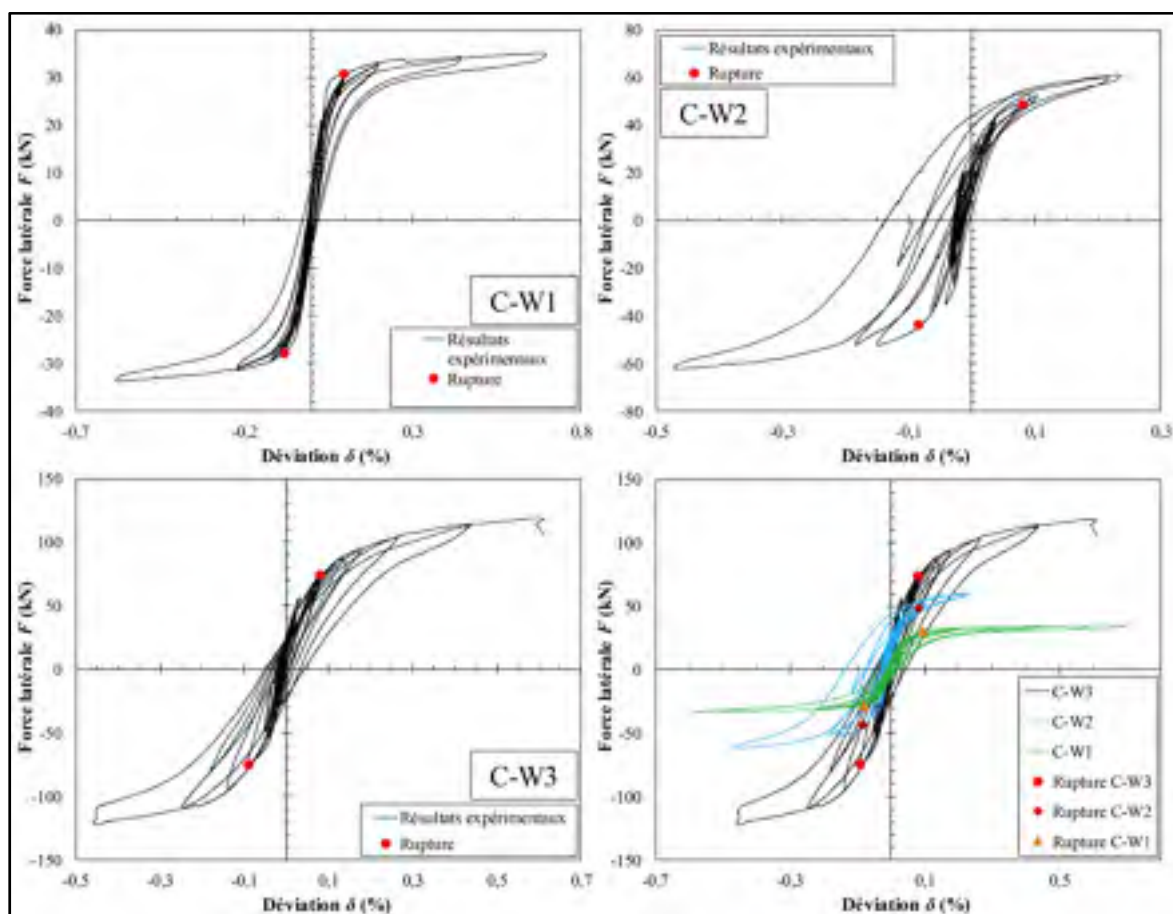 40
30
20
10
0
-10
-20
-30
-40
Force latérale F (kN)
-0.7
-0.2
0.3
0.8
Déviation δ (%)
C-W1
Résultats
expérimentaux
Rupture
80
60
40
20
0
-20
-40
-60
-80
Force latérale F (kN)
-0.5
-0,1
0,1
0.3
Déviation δ (%)
Résultats expérimentaux
Rupture
C-W2
150
100
50
0
-50
-100
-150
Force latérale F (kN)
-0.5
-0.3
-0.1
0.1
0.3
0.5
0.7
Déviation δ (%)
C-W3
Résultats expérimentaux
Rupture
150
100
50
0
-50
-100
-150
Force latérale F (kN)
-0.7
-0.3
0,1
0.5
Déviation δ (%)
C-W3
C-W2
C-W1
Rupture C-W3
Rupture C-W2
Rupture C-W1